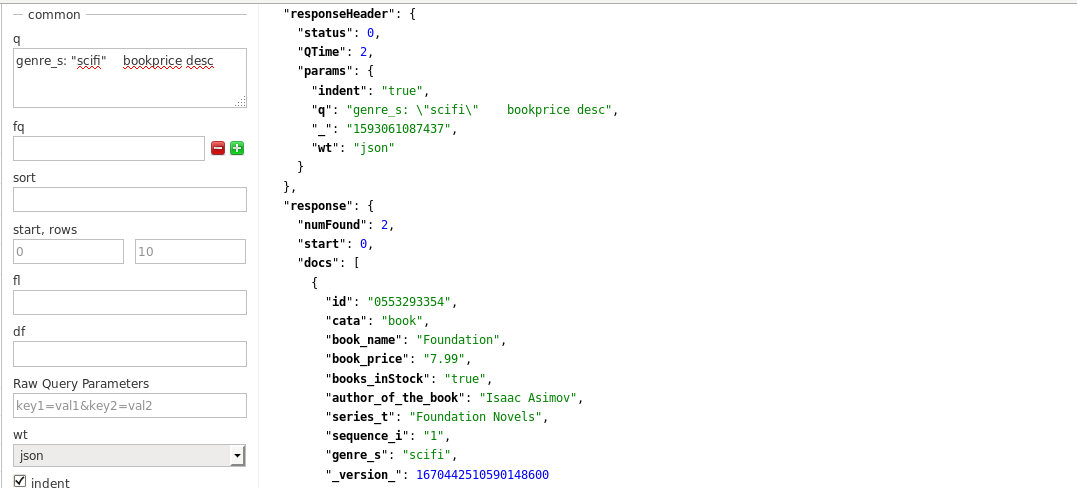 common
q
genre_s: "scifi"    bookprice desc
fq
sort
start, rows
0
10
fl
df
Raw Query Parameters
key1=val1&key2=val2
wt
json
indent
"responseHeader": {
"status": 0,
"QTime": 2,
"params": {
"indent": "true",
"q": "genre_s: \"scifi\"    bookprice desc",
"_": "1593061087437",
"wt": "json"
}
},
"response": {
"numFound": 2,
"start": 0,
"docs": [
{
"id": "0553293354",
"cata": "book",
"book_name": "Foundation",
"book_price": "7.99",
"books_inStock": "true",
"author_of_the_book": "Isaac Asimov",
"series_t": "Foundation Novels",
"sequence_i": "1",
"genre_s": "scifi",
"_version_": 1670442510590148600